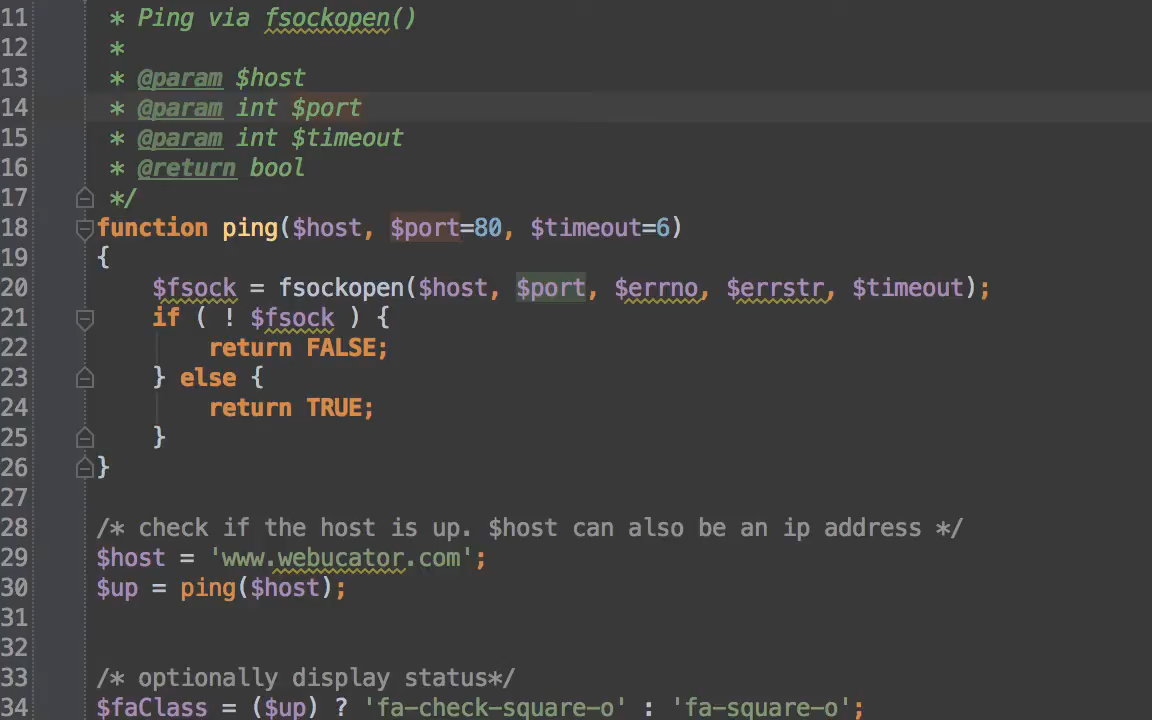 11 * Ping via fsockopen()
12 *
13 * @param $host
14 * @param int $port
15 * @param int $timeout
16 * @return bool
17 */
18 function ping($host, $port=80, $timeout=6)
19 {
20 $fsock = fsockopen($host, $port, $errno, $errstr, $timeout);
21 if ( ! $fsock ) {
22 return FALSE;
23 } else {
24 return TRUE;
25 }
26 }
27
28 /* check if the host is up. $host can also be an ip address */
29 $host = 'www.webucator.com';
30 $up = ping($host);
31
32
33 /* optionally display status*/
34 $faClass = ($up) ? 'fa-check-square-o' : 'fa-square-o';